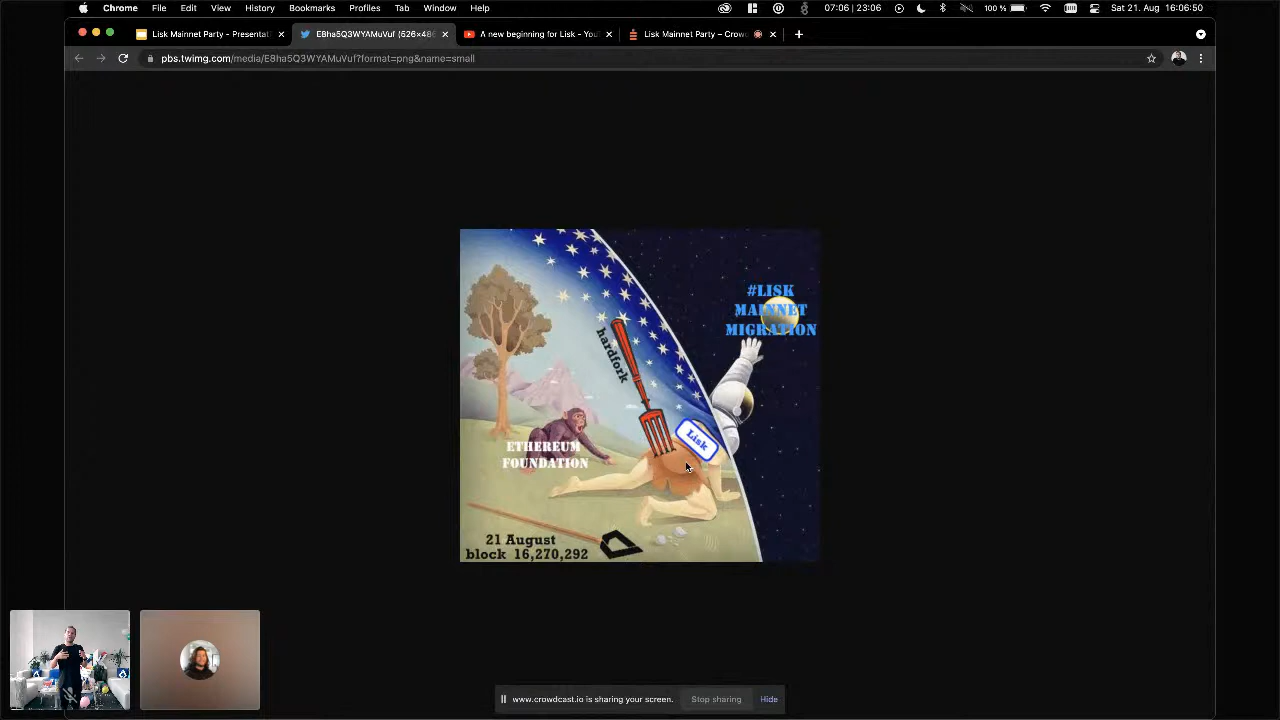 Chrome File Edit View History Bookmarks Profiles Tab Window Help 07:06 | 23:06 100 % Sat 21. Aug 16:06:50
Lisk Mainnet Party - Presentati
E8ha5Q3WYAMuVuf (526×486
A new beginning for Lisk - You
Lisk Mainnet Party – Crowd
pbs.twimg.com/media/E8ha5Q3WYAMuVuf?format=png&name=small
#LISK
MAINNET
MIGRATION
hardfork
Lisk
ETHEREUM
FOUNDATION
21 August
block 16,270,292
www.crowdcast.io is sharing your screen. Stop sharing Hide